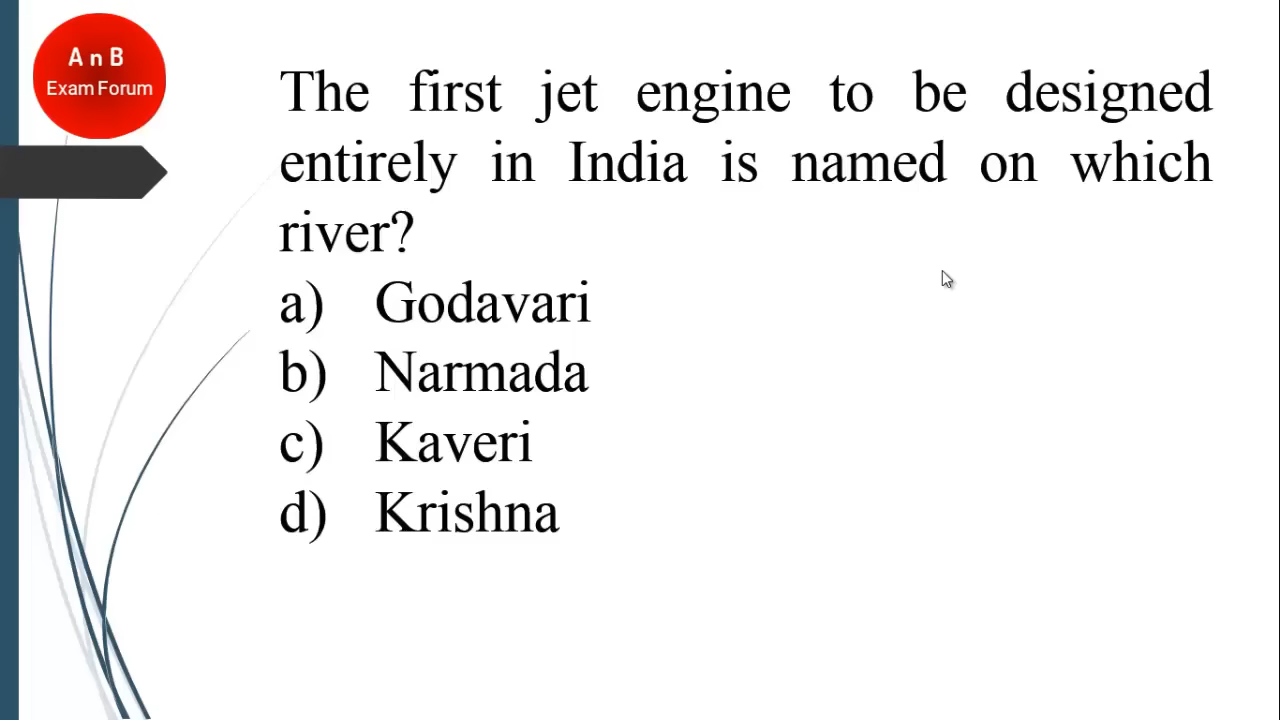 A n B
Exam Forum
The first jet engine to be designed
entirely in India is named on which
river?
a) Godavari
b) Narmada
c) Kaveri
d) Krishna